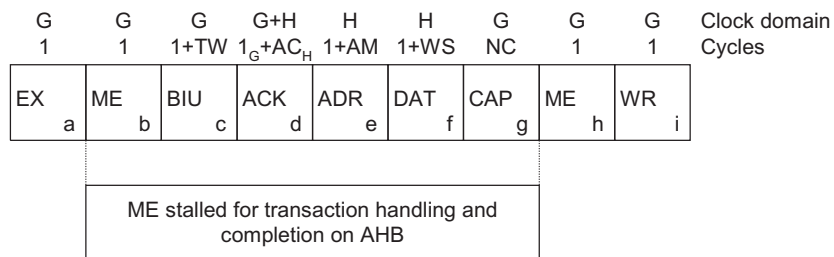 G G G G+H H H G G G Clock domain
1 1 1+TW 1G+ACH 1+AM 1+WS NC 1 1 Cycles
EX ME BIU ACK ADR DAT CAP ME WR
a b c d e f g h i
ME stalled for transaction handling and
completion on AHB